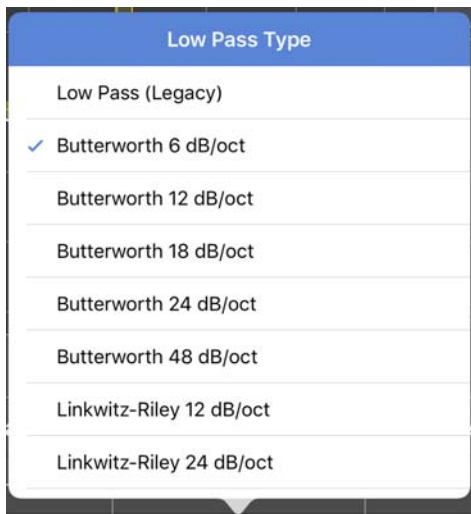 Low Pass Type
Low Pass (Legacy)
Butterworth 6 dB/oct
Butterworth 12 dB/oct
Butterworth 18 dB/oct
Butterworth 24 dB/oct
Butterworth 48 dB/oct
Linkwitz-Riley 12 dB/oct
Linkwitz-Riley 24 dB/oct